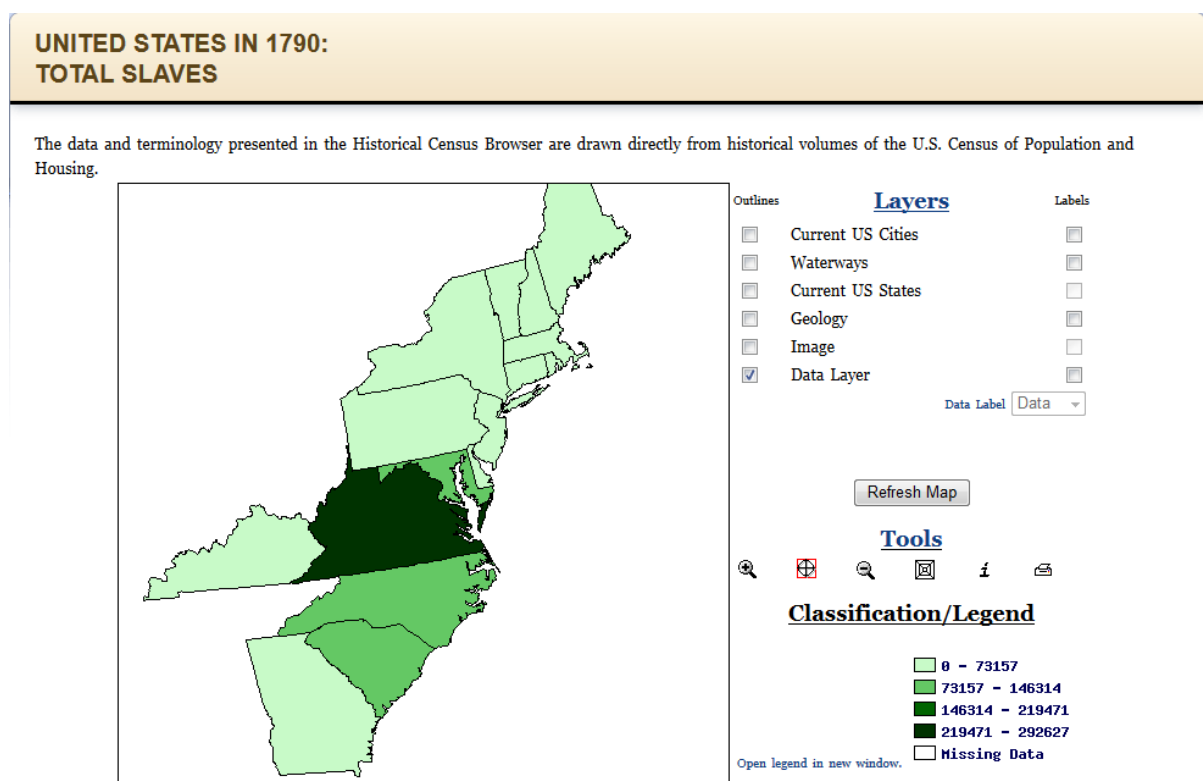 UNITED STATES IN 1790:
TOTAL SLAVES
The data and terminology presented in the Historical Census Browser are drawn directly from historical volumes of the U.S. Census of Population and
Housing.
Outlines Layers Labels
Current US Cities
Waterways
Current US States
Geology
Image
Data Layer
Data Label Data
Refresh Map
Tools
i
Classification/Legend
0 - 73157
73157 - 146314
146314 - 219471
219471 - 292627
Missing Data
Open legend in new window.